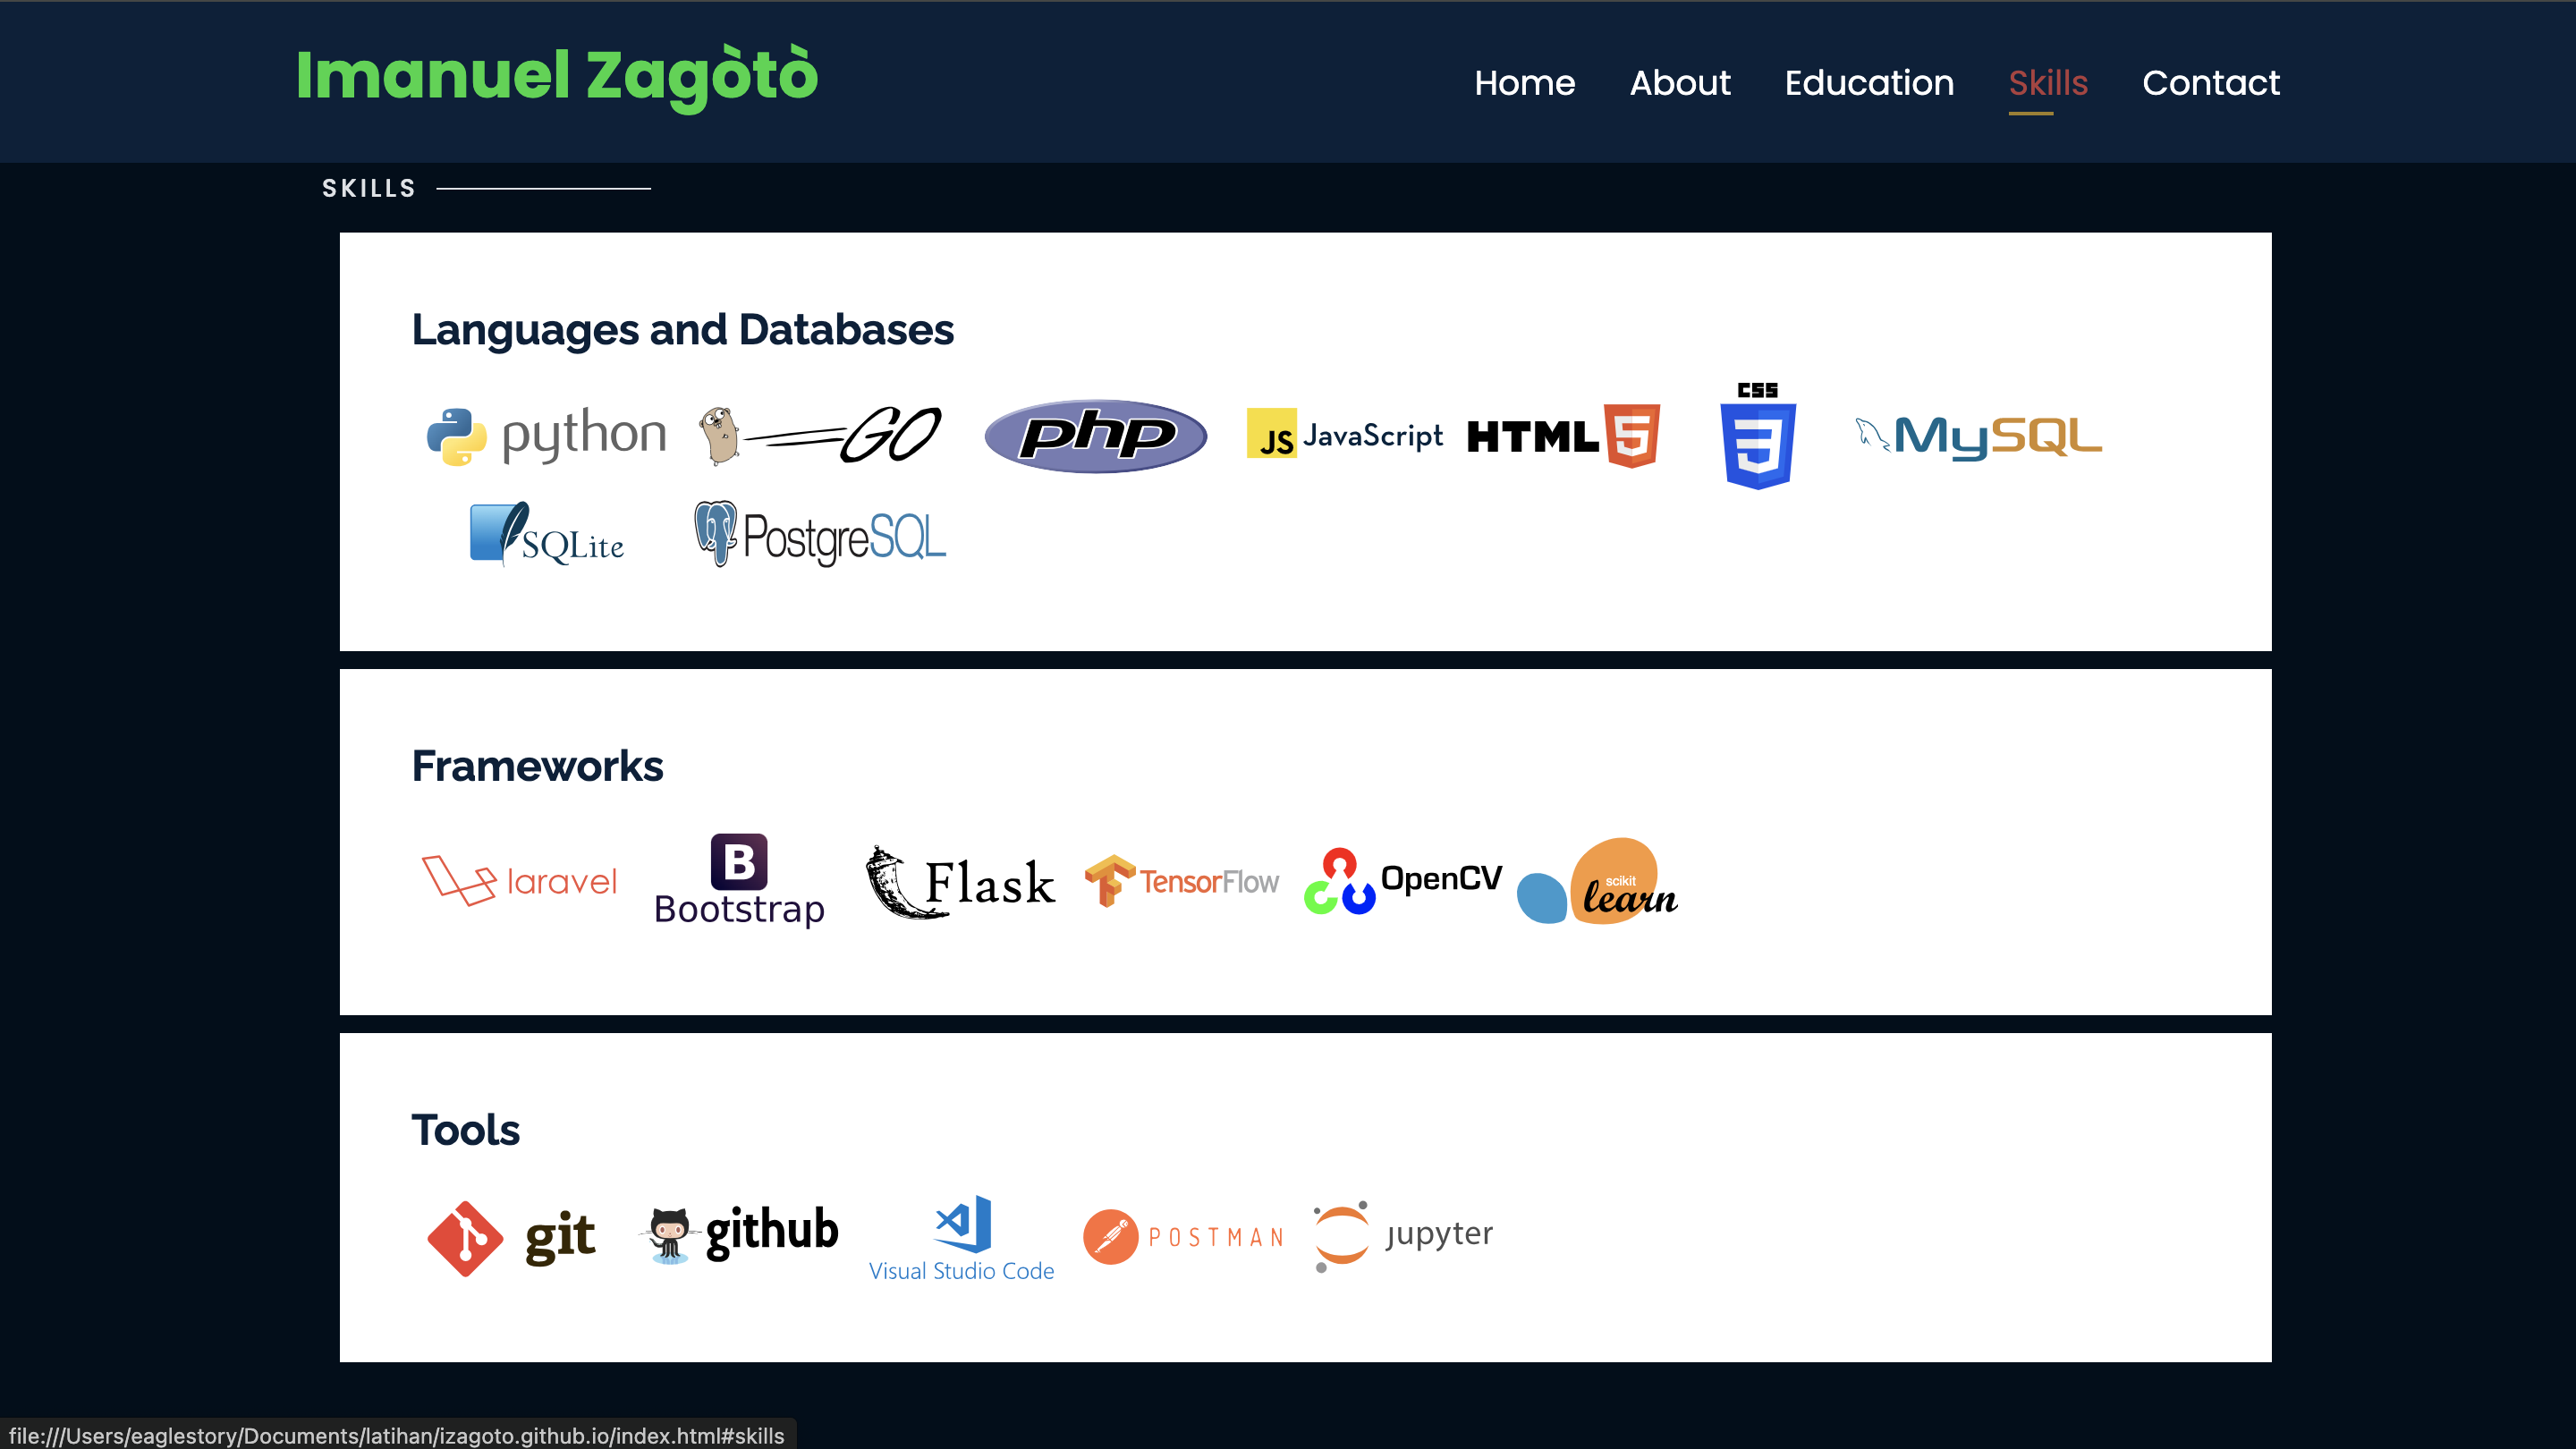 Imanuel Zagòtò
Home About Education Skills Contact
SKILLS
Languages and Databases
python GO php JS JavaScript HTML 5 CSS 3 MySQL
SQLite PostgreSQL
Frameworks
laravel B Bootstrap Flask TensorFlow OpenCV scikit learn
Tools
git github Visual Studio Code POSTMAN jupyter
file:///Users/eaglestory/Documents/latihan/izagoto.github.io/index.html#skills